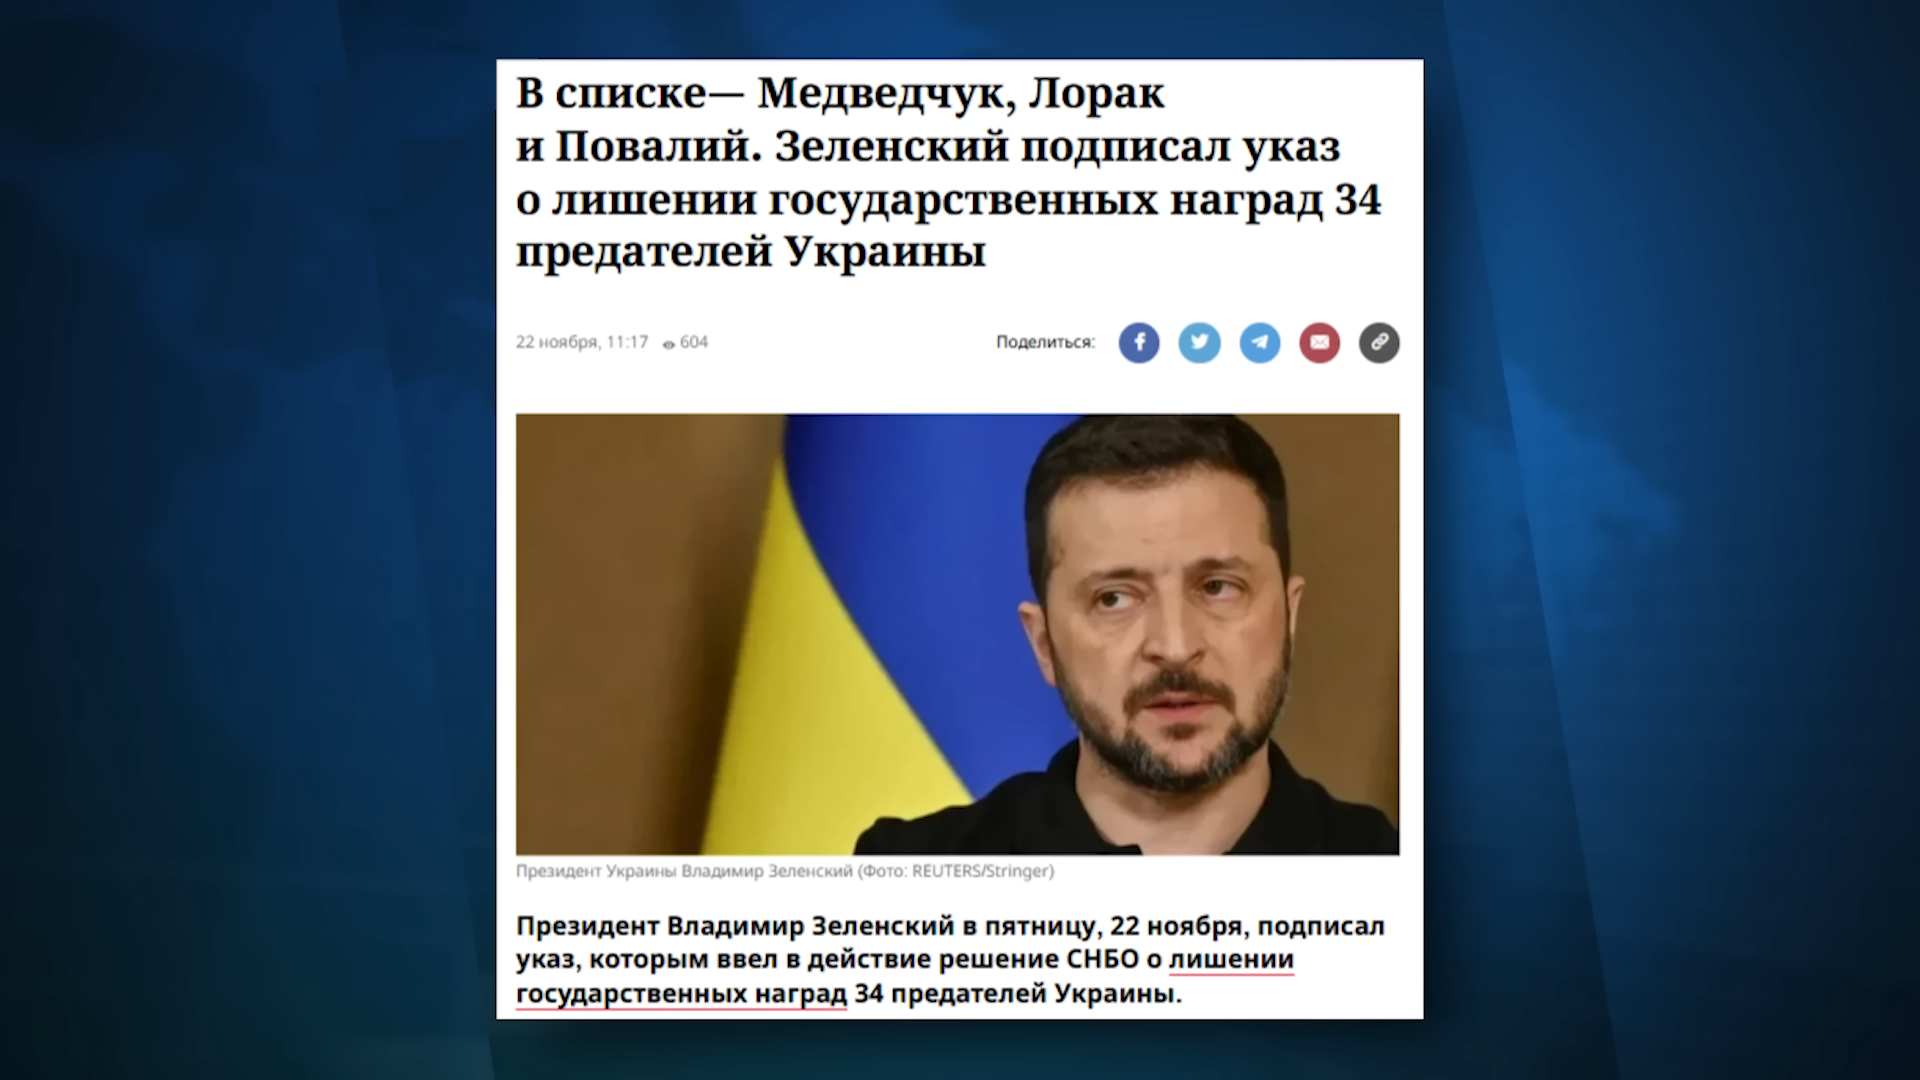 В списке— Медведчук, Лорак
и Повалий. Зеленский подписал указ
о лишении государственных наград 34
предателей Украины
22 ноября, 11:17 604
Поделиться:
Президент Украины Владимир Зеленский (Фото: REUTERS/Stringer)
Президент Владимир Зеленский в пятницу, 22 ноября, подписал
указ, которым ввел в действие решение СНБО о лишении
государственных наград 34 предателей Украины.